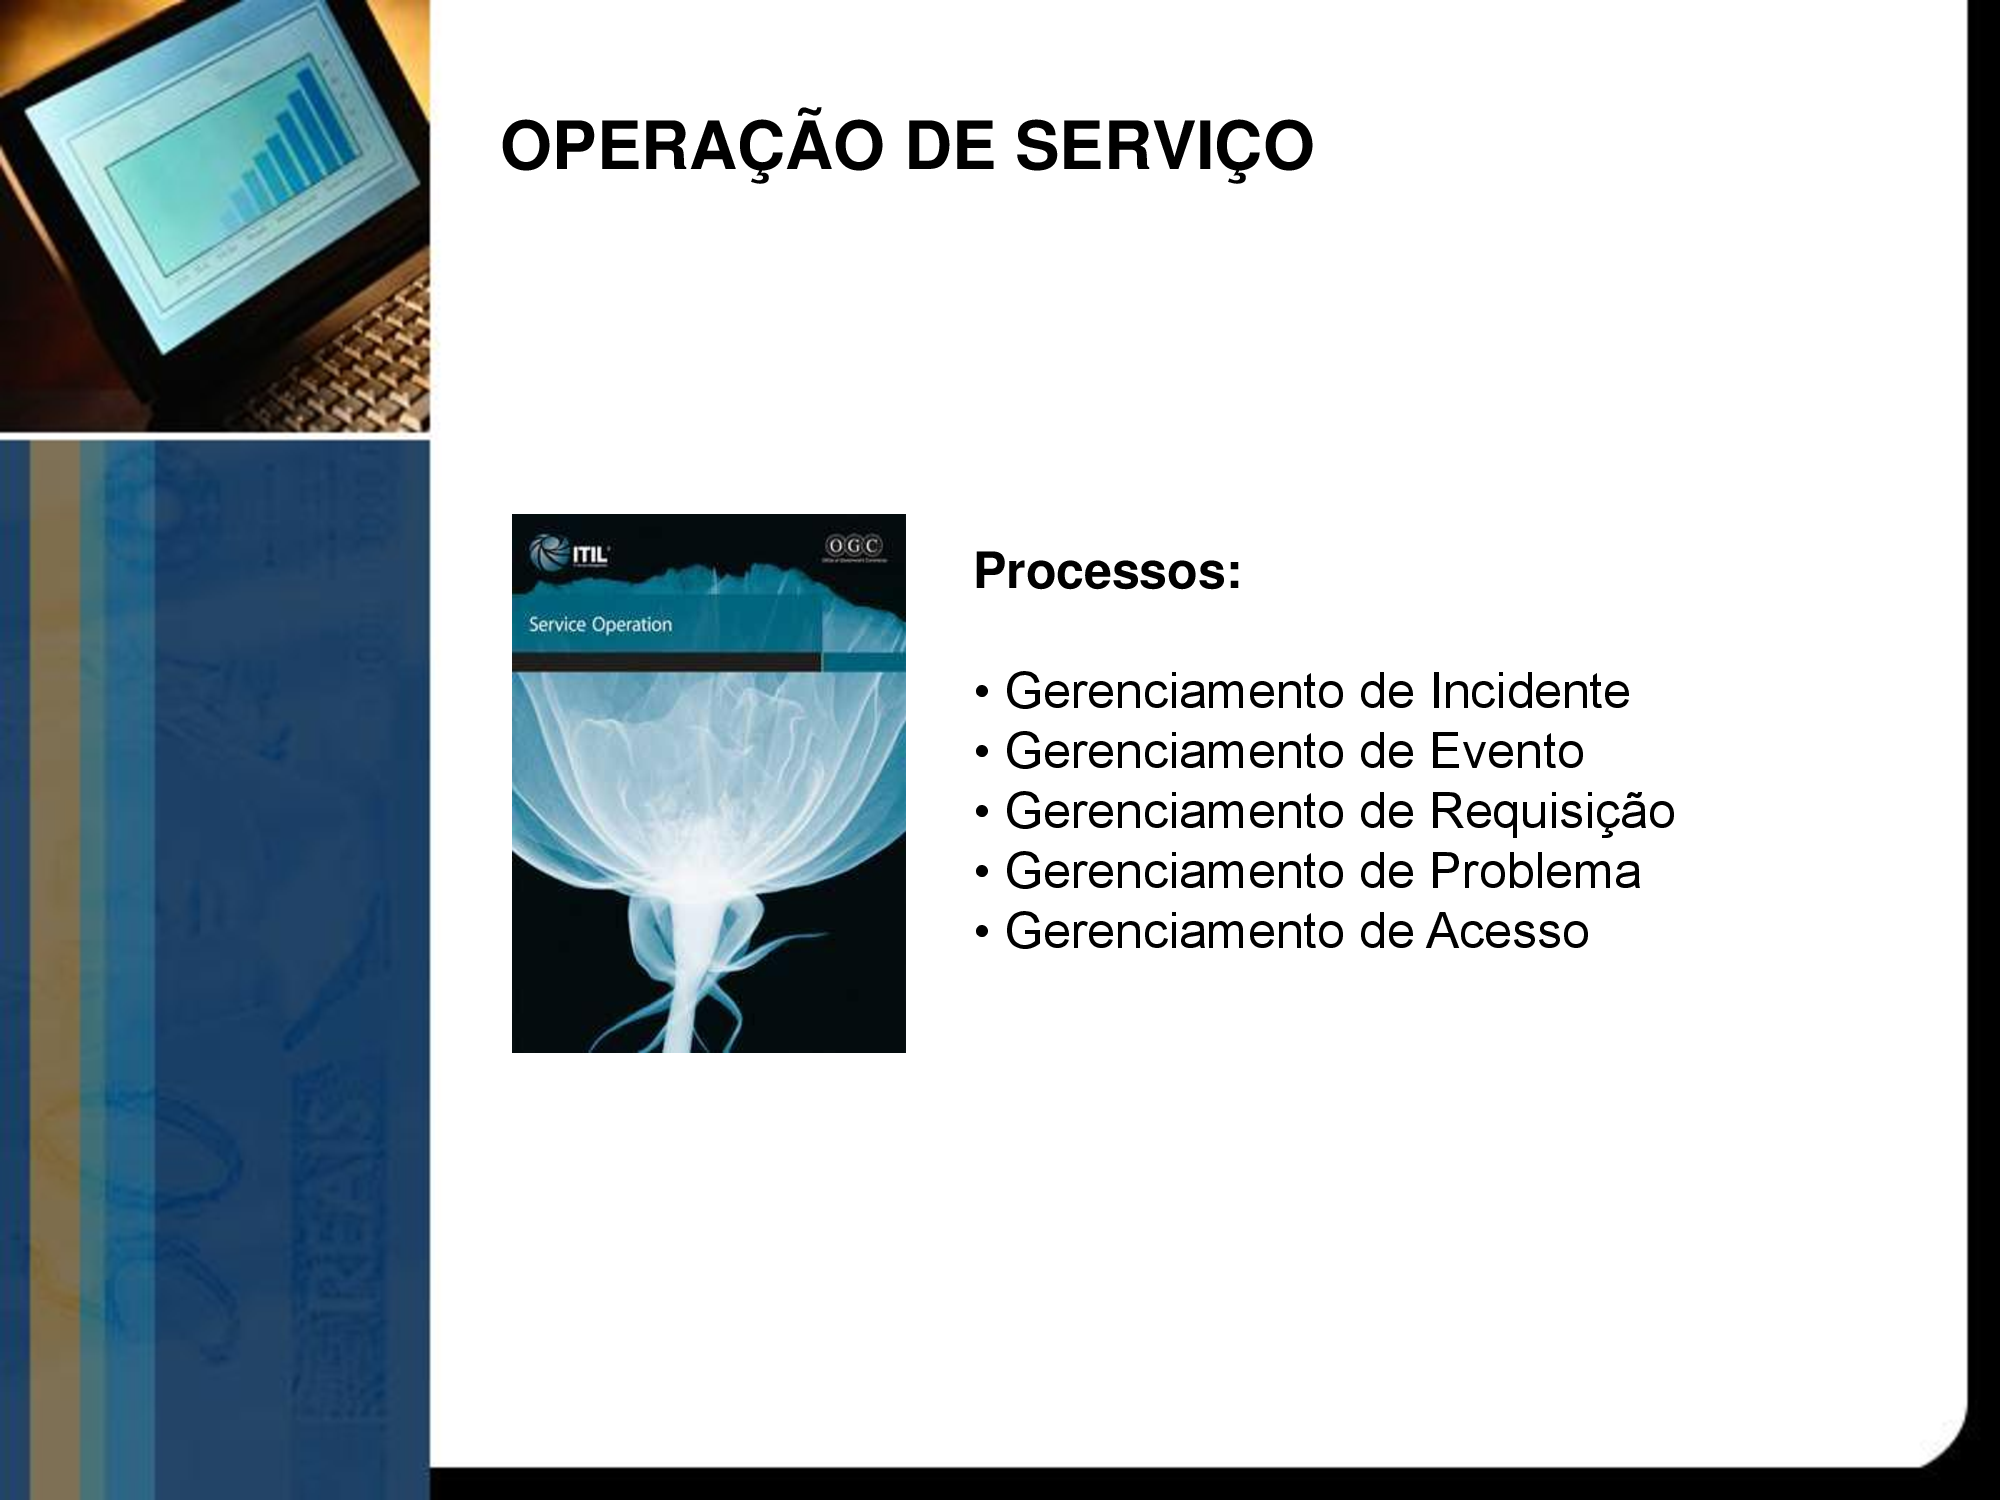 OPERAÇÃO DE SERVIÇO
ITIL
OGC
Service Operation
Processos:
• Gerenciamento de Incidente
• Gerenciamento de Evento
• Gerenciamento de Requisição
• Gerenciamento de Problema
• Gerenciamento de Acesso
REAIS